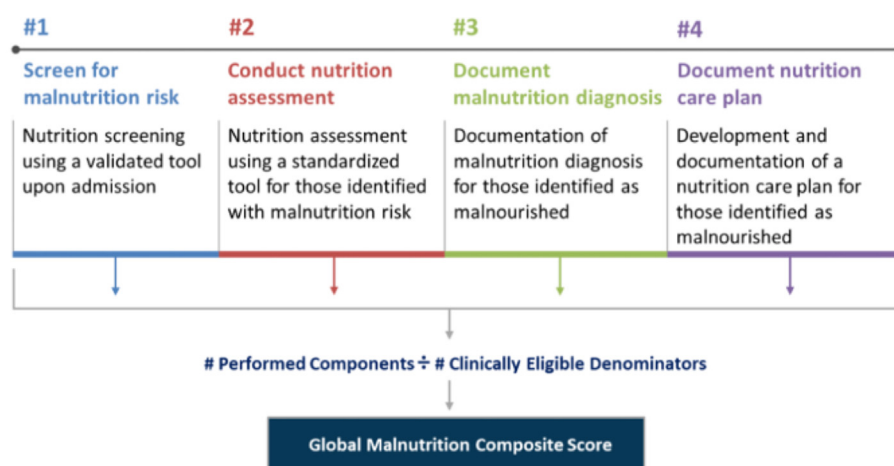 #1
#2
#3
#4
Screen for
malnutrition risk
Conduct nutrition
assessment
Document
malnutrition diagnosis
Document nutrition
care plan
Nutrition screening
using a validated tool
upon admission
Nutrition assessment
using a standardized
tool for those identified
with malnutrition risk
Documentation of
malnutrition diagnosis
for those identified as
malnourished
Development and
documentation of a
nutrition care plan for
those identified as
malnourished
# Performed Components ÷ # Clinically Eligible Denominators
Global Malnutrition Composite Score